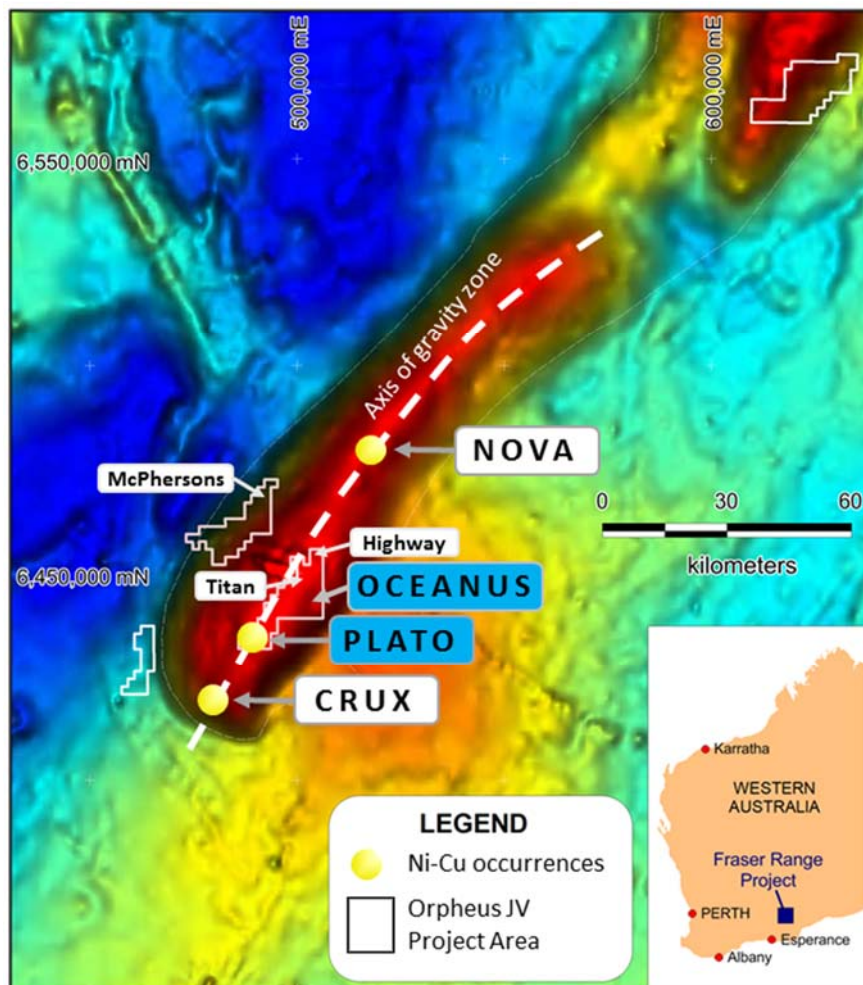 500,000 mE
600,000 mE
6,550,000 mN
Axis of gravity zone
NOVA
McPhersons
0 30 60
kilometers
Highway
6,450,000 mN
Titan
OCEANUS
PLATO
CRUX
LEGEND
Ni-Cu occurrences
Orpheus JV
Project Area
Karratha
WESTERN
AUSTRALIA
Fraser Range
Project
PERTH
Esperance
Albany